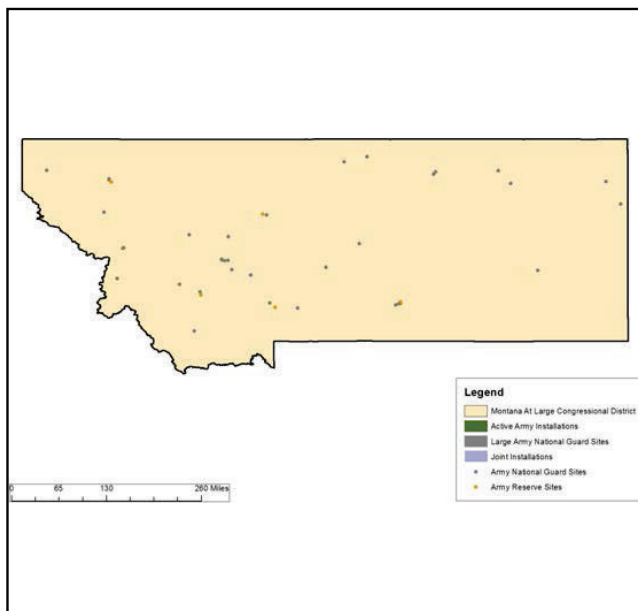 Legend
Montana At Large Congressional District
Active Army Installations
Large Army National Guard Sites
Joint Installations
Army National Guard Sites
Army Reserve Sites
0 65 130 260 Miles